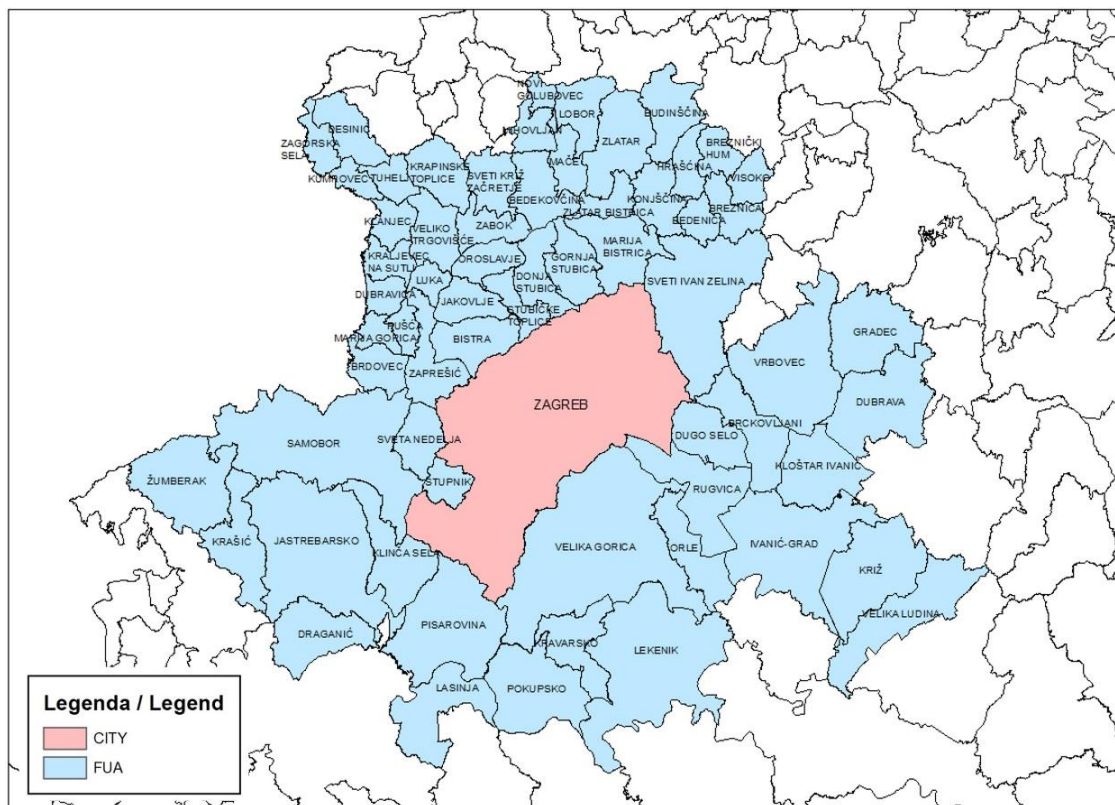 NOVI
GOLUBOVEC
LOBOR
BUDINŠČINA
DESINIĆ
MIHOVLJAN
ZLATAR
BREZNIČKI
HUM
ZAGORSKA
SELA
MAČE
HRAŠĆINA
KRAPINSKE
TOPLICE
SVETI KRIŽ
ZAČRETJE
VISOKO
KUMROVEC
TUHELJ
BEDEKOVČINA
KONJŠČINA
ZLATAR BISTRICA
BREZNICA
BEDENICA
KLANJEC
VELIKO
TRGOVIŠĆE
ZABOK
MARIJA
BISTRICA
KRALJEVEC
NA SUTLI
OROSLAVJE
GORNJA
STUBICA
DONJA
STUBICA
LUKA
SVETI IVAN ZELINA
DUBRAVICA
JAKOVLJE
STUBIČKE
TOPLICE
PUŠĆA
MARIJA GORICA
BISTRA
GRADEC
VRBOVEC
BRDOVEC
ZAPREŠIĆ
ZAGREB
DUBRAVA
BRCKOVLJANI
SAMOBOR
SVETA NEDELJA
DUGO SELO
KLOŠTAR IVANIĆ
ŽUMBERAK
STUPNIK
RUGVICA
KRAŠIĆ
JASTREBARSKO
KLINČA SELA
VELIKA GORICA
ORLE
IVANIĆ-GRAD
KRIŽ
VELIKA LUDINA
DRAGANIĆ
PISAROVINA
KRAVARSKO
LEKENIK
LASINJA
POKUPSKO
Legenda / Legend
CITY
FUA